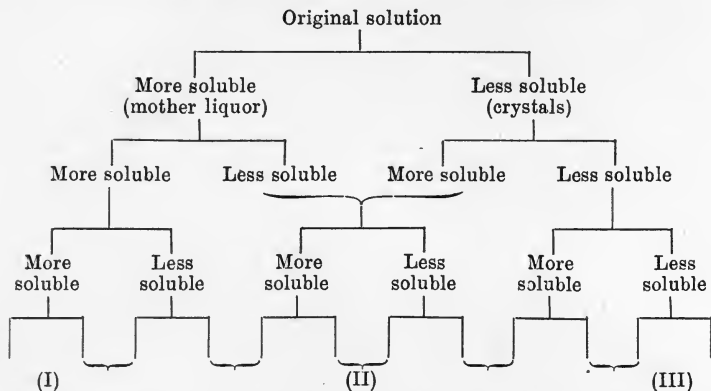 Original solution
More soluble Less soluble
(mother liquor) (crystals)
More soluble Less soluble More soluble Less soluble
More Less More Less More Less
soluble soluble soluble soluble soluble soluble
(I) (II) (III)